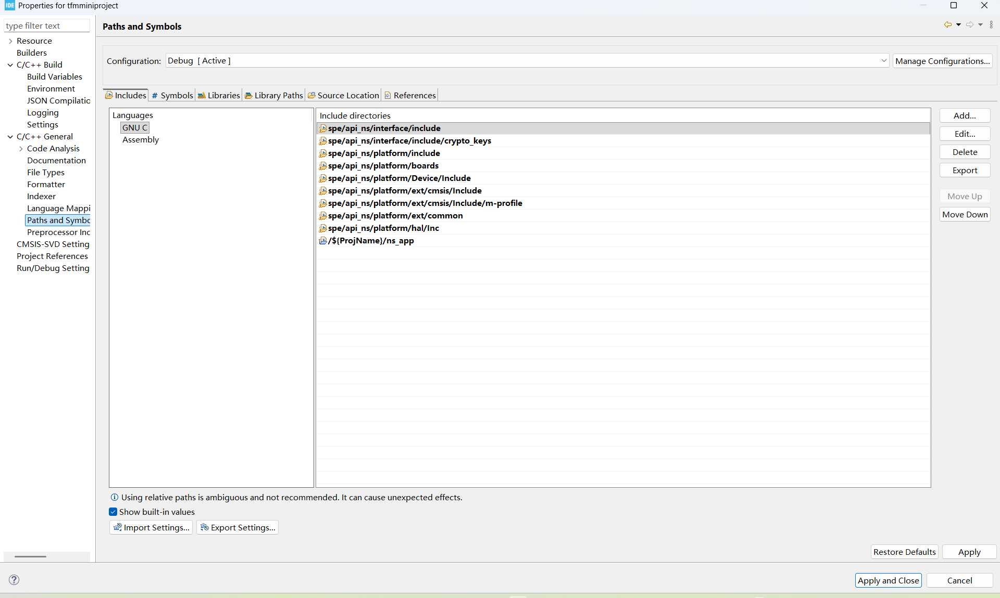 IDE Properties for tfmminiproject
type filter text
Resource
Builders
C/C++ Build
Build Variables
Environment
JSON Compilatio
Logging
Settings
C/C++ General
Code Analysis
Documentation
File Types
Formatter
Indexer
Language Mappi
Paths and Symbo
Preprocessor Inc
CMSIS-SVD Setting
Project References
Run/Debug Setting
Paths and Symbols
Configuration: Debug [ Active ] Manage Configurations...
Includes # Symbols Libraries Library Paths Source Location References
Languages
GNU C
Assembly
Include directories
spe/api_ns/interface/include
spe/api_ns/interface/include/crypto_keys
spe/api_ns/platform/include
spe/api_ns/platform/boards
spe/api_ns/platform/Device/Include
spe/api_ns/platform/ext/cmsis/Include
spe/api_ns/platform/ext/cmsis/Include/m-profile
spe/api_ns/platform/ext/common
spe/api_ns/platform/hal/Inc
/${ProjName}/ns_app
Add...
Edit...
Delete
Export
Move Up
Move Down
Using relative paths is ambiguous and not recommended. It can cause unexpected effects.
Show built-in values
Import Settings... Export Settings...
Restore Defaults Apply
? Apply and Close Cancel